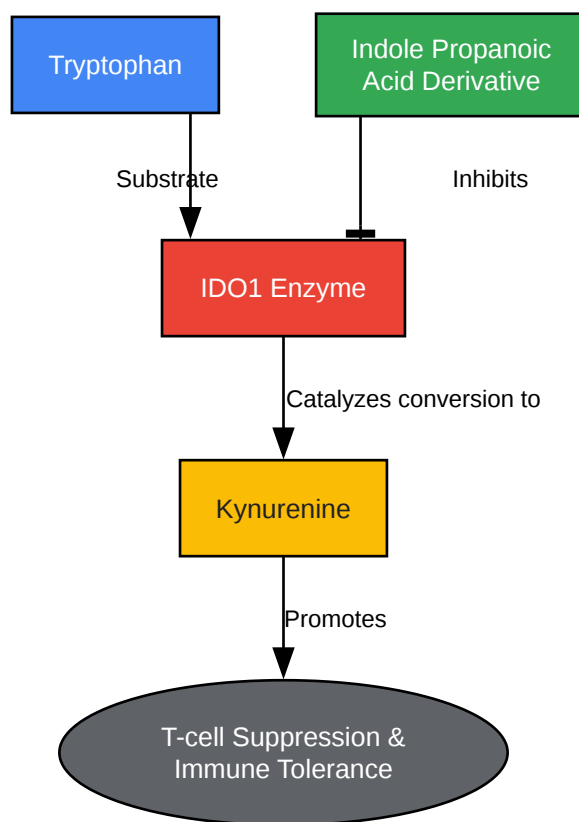 Tryptophan
Indole Propanoic
Acid Derivative
Substrate
Inhibits
IDO1 Enzyme
Catalyzes conversion to
Kynurenine
Promotes
T-cell Suppression &
Immune Tolerance